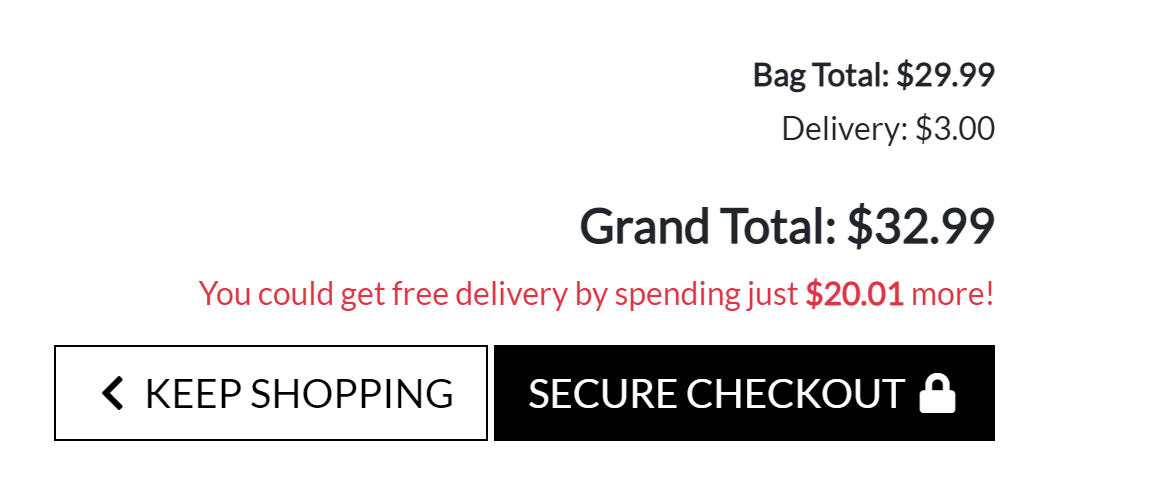 Bag Total: $29.99
Delivery: $3.00
Grand Total: $32.99
You could get free delivery by spending just $20.01 more!
KEEP SHOPPING SECURE CHECKOUT